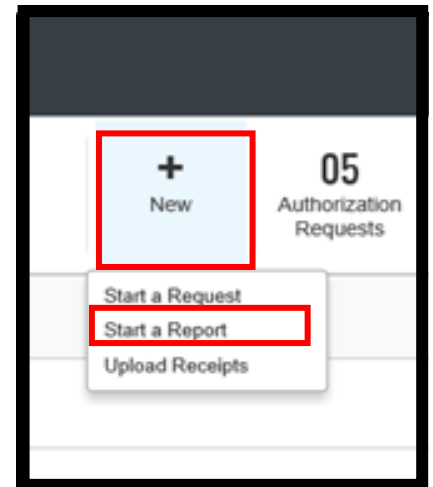 +
New
05
Authorization
Requests
Start a Request
Start a Report
Upload Receipts